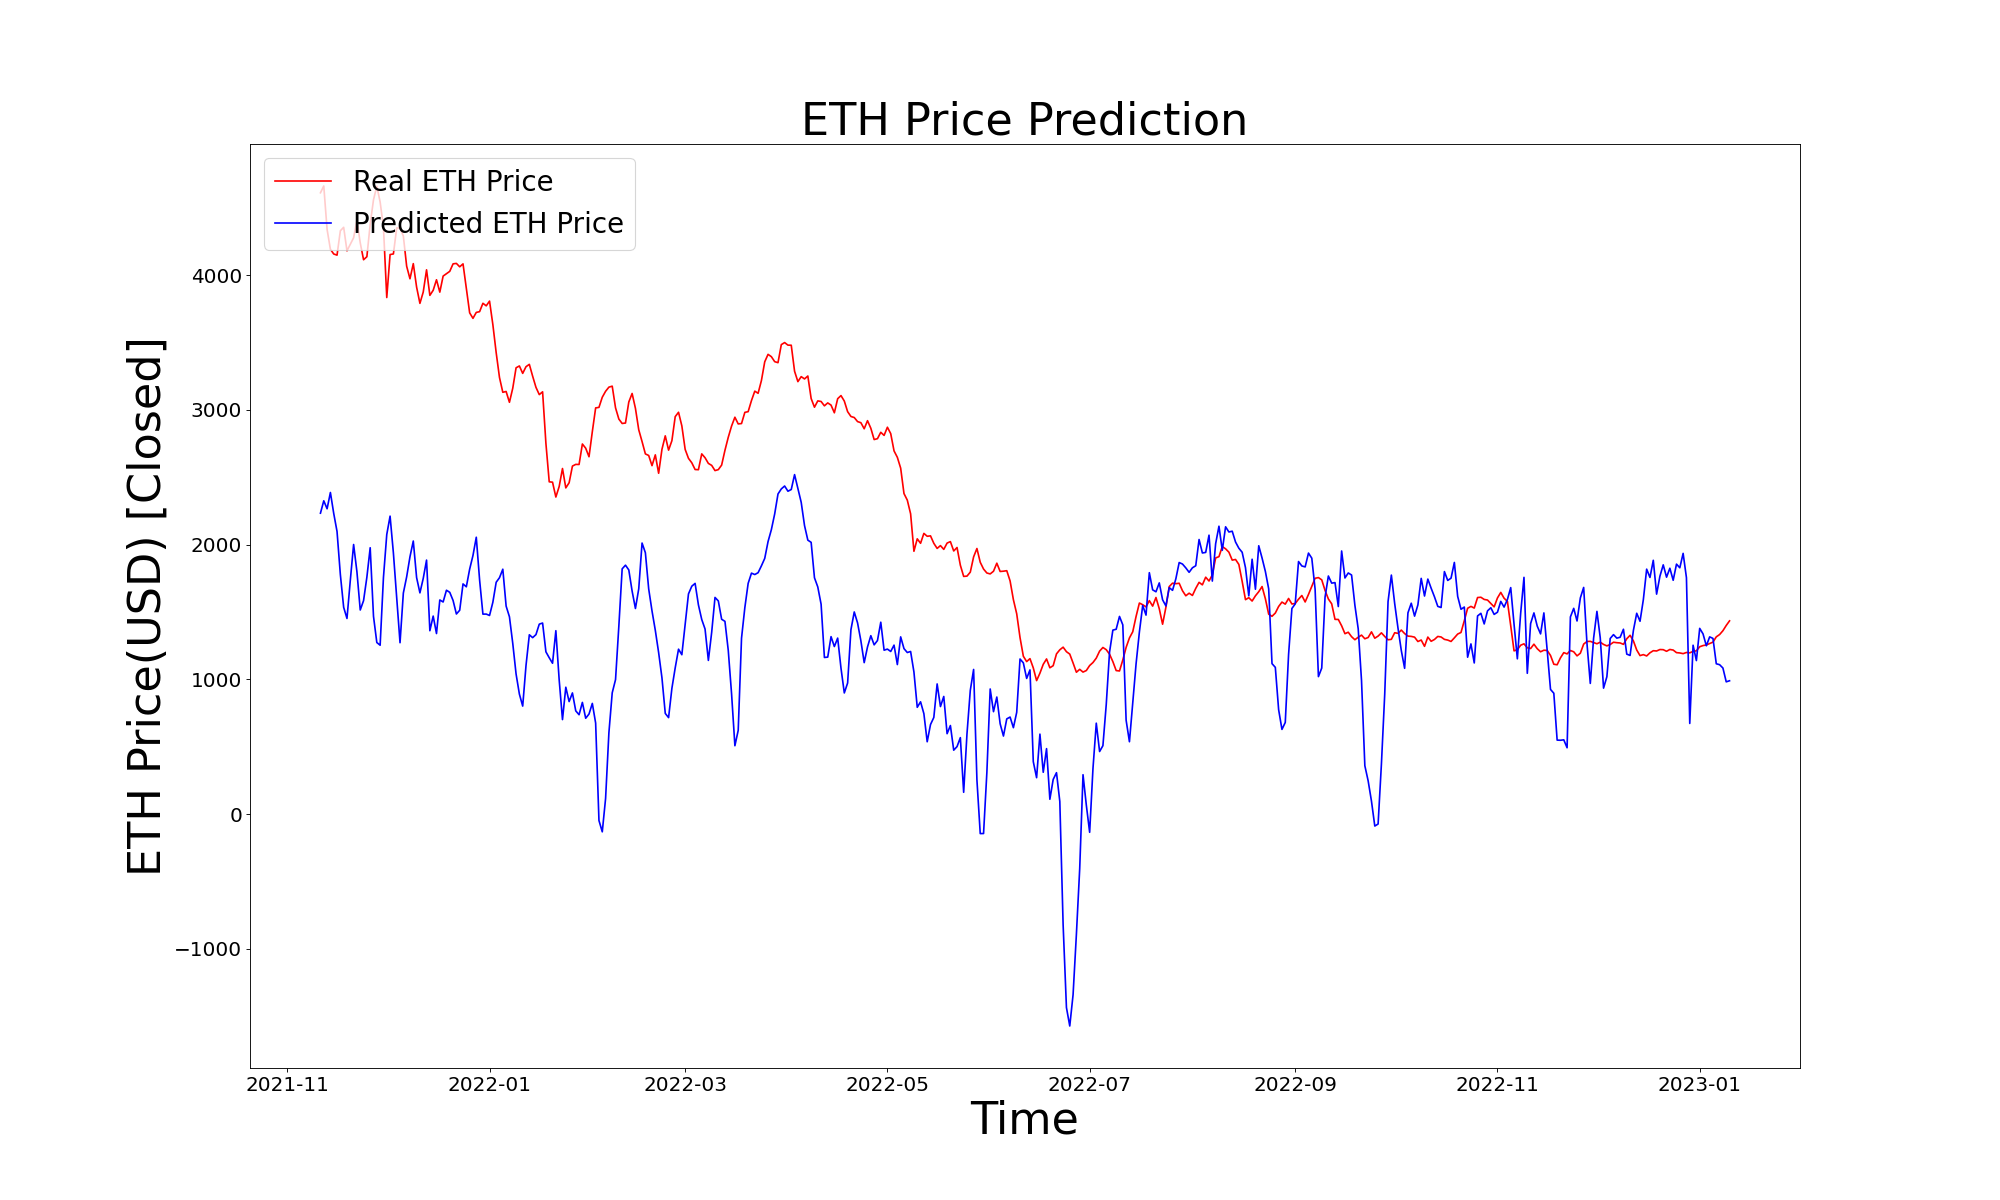 ETH Price Prediction
Real ETH Price
Predicted ETH Price
ETH Price(USD) [Closed]
4000
3000
2000
1000
0
−1000
2021-11
2022-01
2022-03
2022-05
2022-07
2022-09
2022-11
2023-01
Time